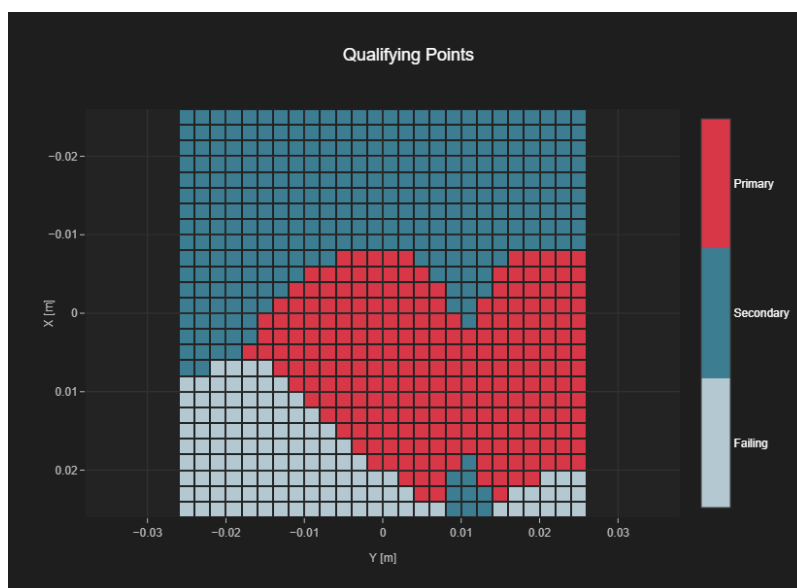 Qualifying Points
−0.02
−0.01
0
0.01
0.02
X [m]
−0.03
−0.02
−0.01
0
0.01
0.02
0.03
Y [m]
Primary
Secondary
Failing